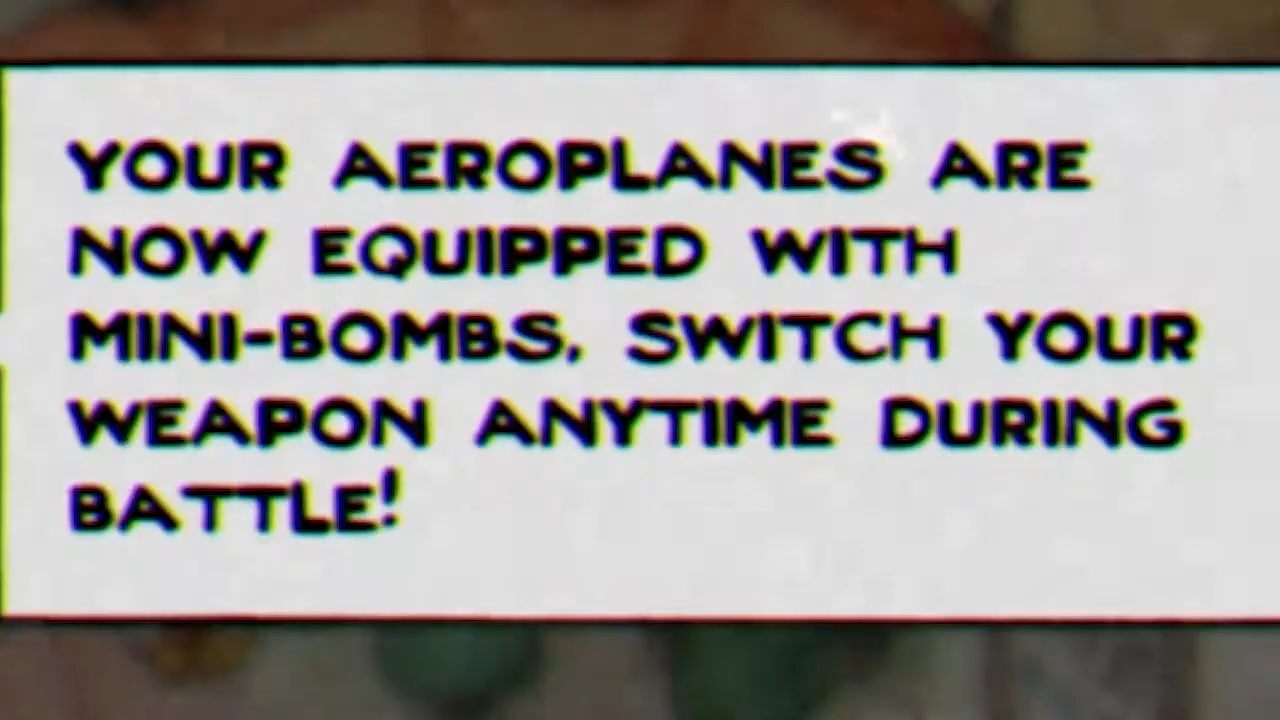 YOUR AEROPLANES ARE
NOW EQUIPPED WITH
MINI-BOMBS. SWITCH YOUR
WEAPON ANYTIME DURING
BATTLE!